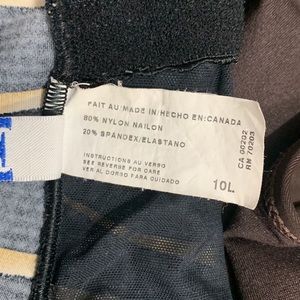 FAIT AU/MADE IN/HECHO EN:CANADA
80% NYLON NAILON
20% SPANDEX/ELASTANO
INSTRUCTIONS AU VERSO
SEE REVERSE FOR CARE
VER AL DORSO PARA CUIDADO
10L.
CA 00292
RN 70203